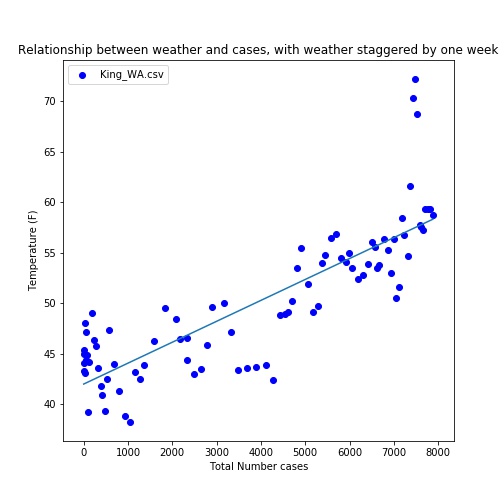 Relationship between weather and cases, with weather staggered by one week
King_WA.csv
70
65
60
55
50
45
40
Temperature (F)
0 1000 2000 3000 4000 5000 6000 7000 8000
Total Number cases